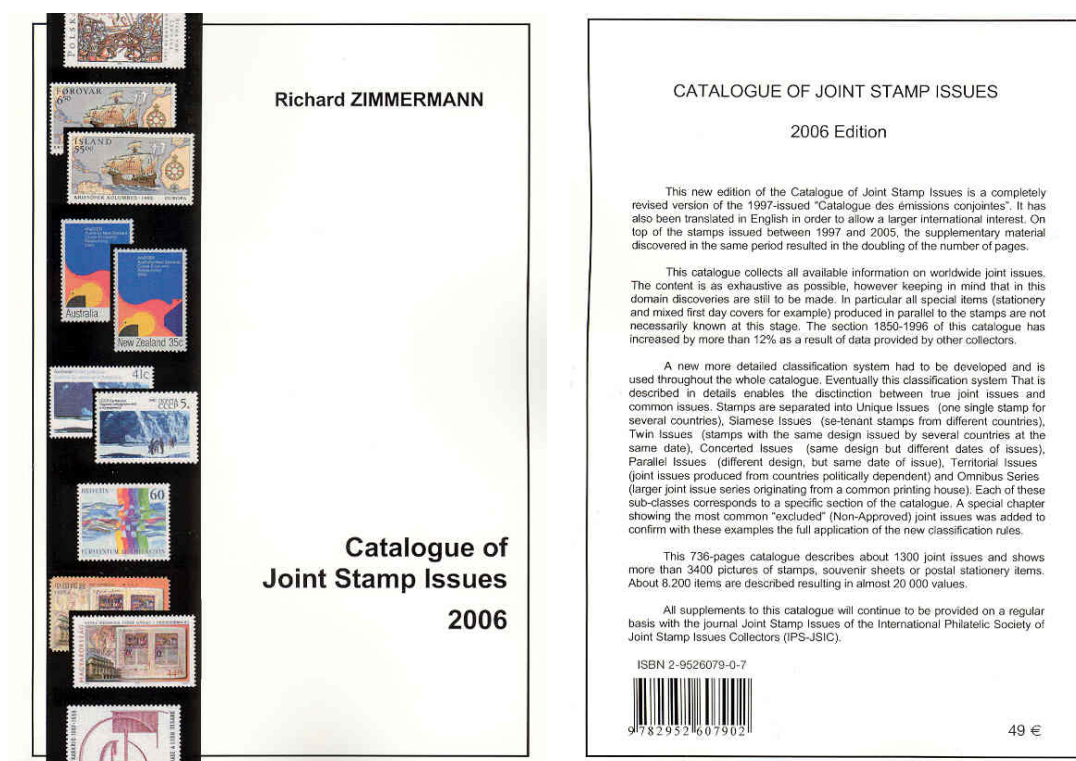 POLSKA
FØROYAR
6.50
ISLAND
5500
EUROPA
Australia
New Zealand 35c
41c
ПОЧТА
СССР
5к
HELVETIA
60
FÜRSTENTUM LIECHTENSTEIN
MAGYARORSZÁG
Richard ZIMMERMANN
Catalogue of
Joint Stamp Issues
2006
CATALOGUE OF JOINT STAMP ISSUES
2006 Edition
This new edition of the Catalogue of Joint Stamp Issues is a completely
revised version of the 1997-issued "Catalogue des émissions conjointes". It has
also been translated in English in order to allow a larger international interest. On
top of the stamps issued between 1997 and 2005, the supplementary material
discovered in the same period resulted in the doubling of the number of pages.
This catalogue collects all available information on worldwide joint issues.
The content is as exhaustive as possible, however keeping in mind that in this
domain discoveries are still to be made. In particular all special items (stationery
and mixed first day covers for example) produced in parallel to the stamps are not
necessarily known at this stage. The section 1850-1996 of this catalogue has
increased by more than 12% as a result of data provided by other collectors.
A new more detailed classification system had to be developed and is
used throughout the whole catalogue. Eventually this classification system That is
described in details enables the disctinction between true joint issues and
common issues. Stamps are separated into Unique Issues (one single stamp for
several countries), Siamese Issues (se-tenant stamps from different countries),
Twin Issues (stamps with the same design issued by several countries at the
same date), Concerted Issues (same design but different dates of issues),
Parallel Issues (different design, but same date of issue), Territorial Issues
(joint issues produced from countries politically dependent) and Omnibus Series
(larger joint issue series originating from a common printing house). Each of these
sub-classes corresponds to a specific section of the catalogue. A special chapter
showing the most common "excluded" (Non-Approved) joint issues was added to
confirm with these examples the full application of the new classification rules.
This 736-pages catalogue describes about 1300 joint issues and shows
more than 3400 pictures of stamps, souvenir sheets or postal stationery items.
About 8.200 items are described resulting in almost 20 000 values.
All supplements to this catalogue will continue to be provided on a regular
basis with the journal Joint Stamp Issues of the International Philatelic Society of
Joint Stamp Issues Collectors (IPS-JSIC).
ISBN 2-9526079-0-7
9 782952 607902
49 €